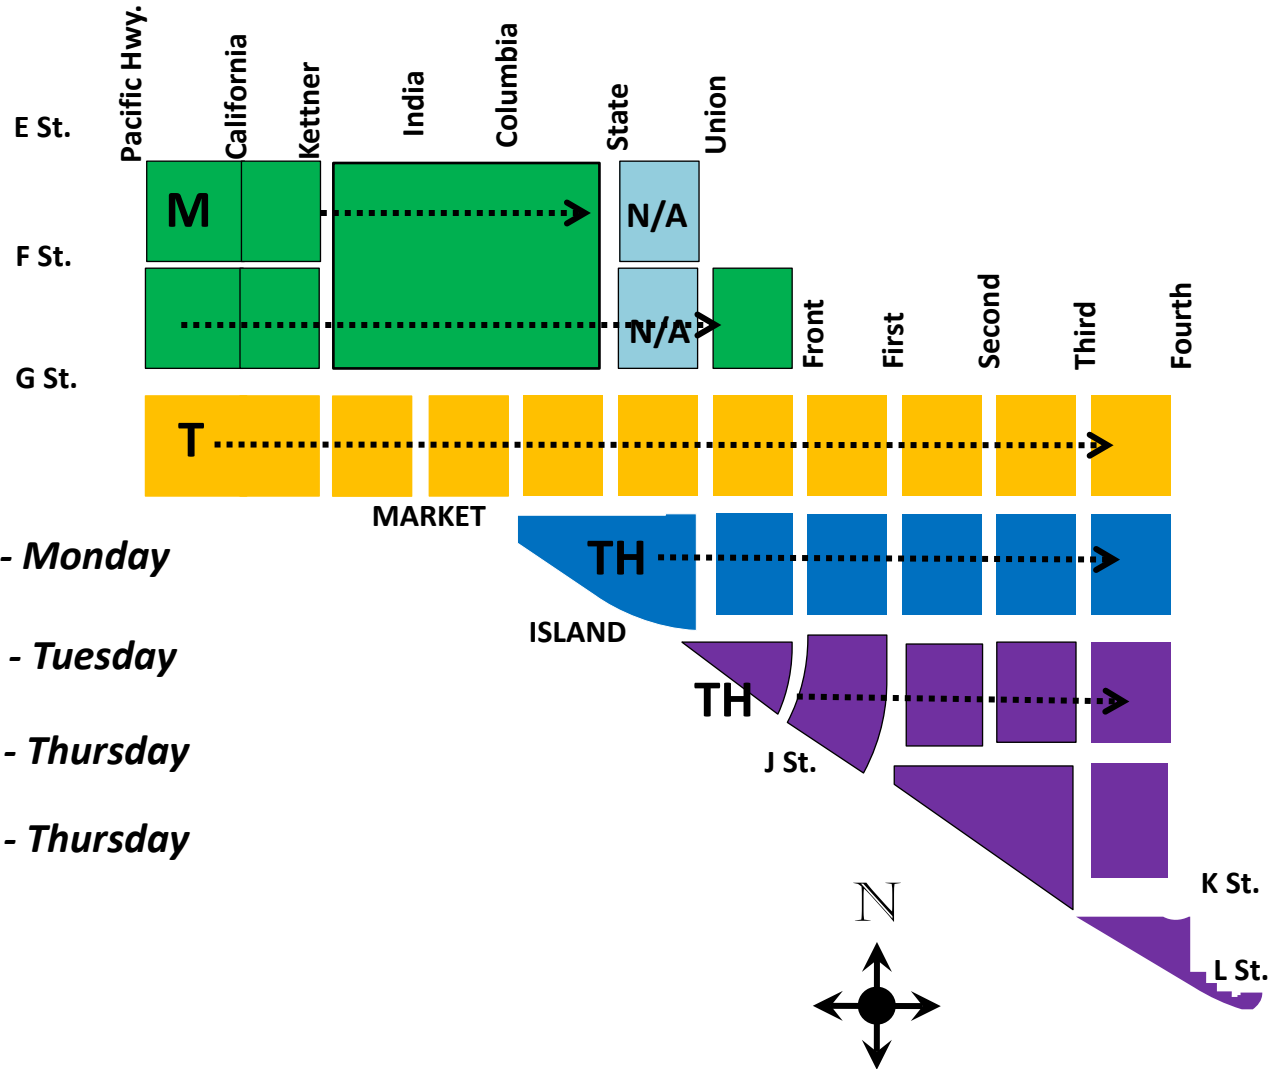 Pacific Hwy.
California
Kettner
India
Columbia
State
Union
E St.
M
N/A
F St.
N/A
Front
First
Second
Third
Fourth
G St.
T
MARKET
- Monday
TH
ISLAND
- Tuesday
TH
- Thursday
J St.
- Thursday
K St.
N
L St.